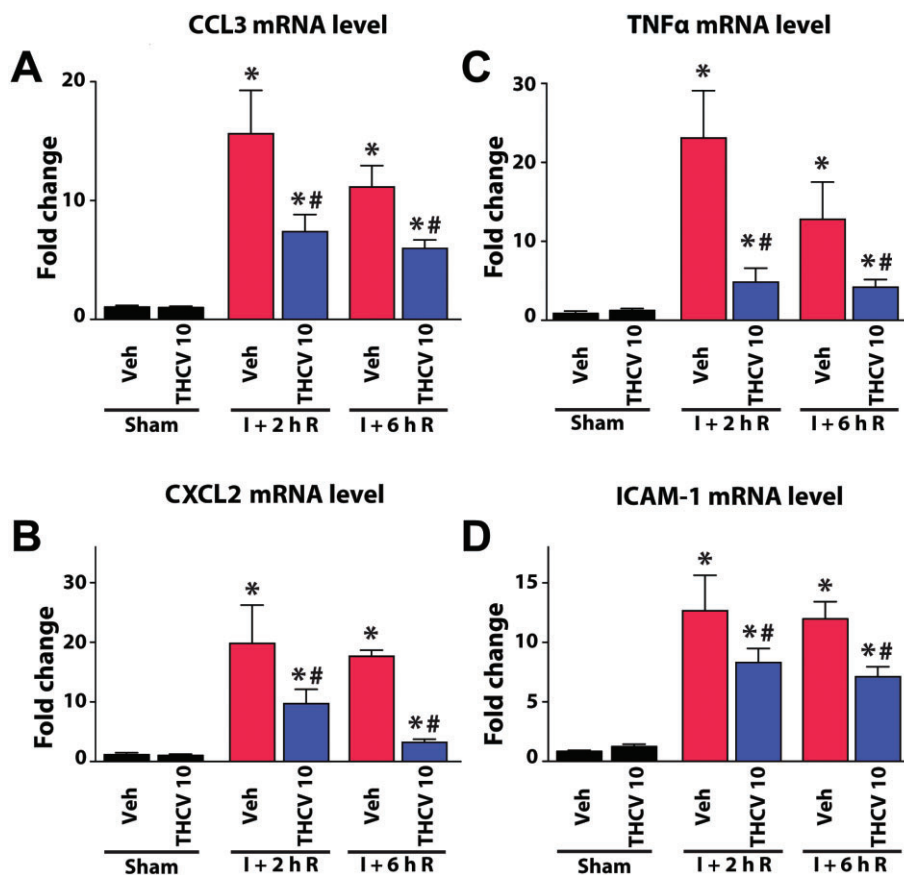 A
CCL3 mRNA level
Fold change
20
10
0
* * *# * *#
Veh THCV 10 Veh THCV 10 Veh THCV 10
Sham I + 2 h R I + 6 h R
C
TNFα mRNA level
Fold change
30
20
10
0
* *# * *#
Veh THCV 10 Veh THCV 10 Veh THCV 10
Sham I + 2 h R I + 6 h R
B
CXCL2 mRNA level
Fold change
30
20
10
0
* *# * *#
Veh THCV 10 Veh THCV 10 Veh THCV 10
Sham I + 2 h R I + 6 h R
D
ICAM-1 mRNA level
Fold change
15
10
5
0
* *# * *#
Veh THCV 10 Veh THCV 10 Veh THCV 10
Sham I + 2 h R I + 6 h R